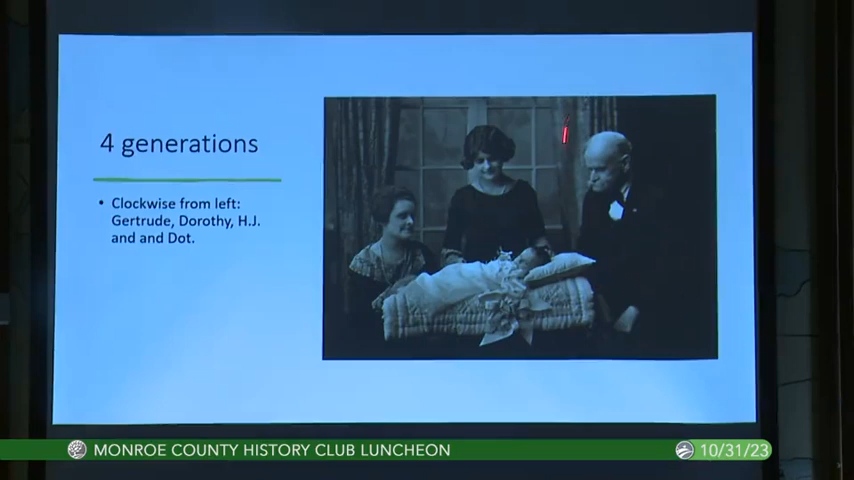 4 generations
• Clockwise from left:
Gertrude, Dorothy, H.J.
and and Dot.
MONROE COUNTY HISTORY CLUB LUNCHEON
10/31/23